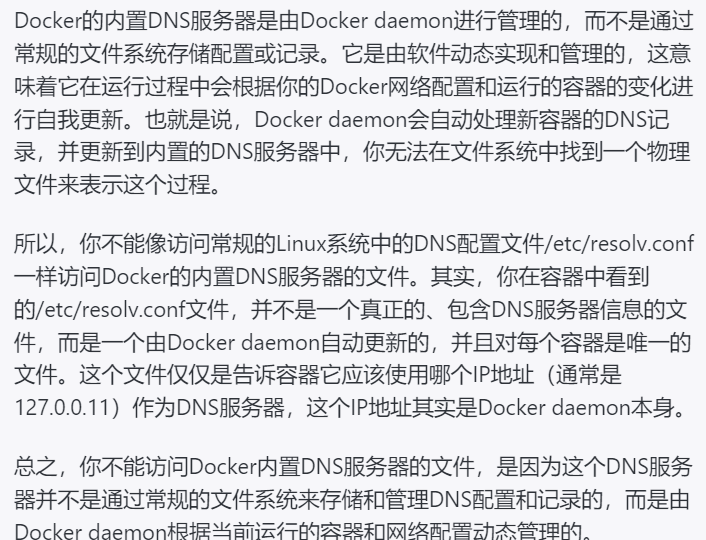 Docker的内置DNS服务器是由Docker daemon进行管理的，而不是通过
常规的文件系统存储配置或记录。它是由软件动态实现和管理的，这意
味着它在运行过程中会根据你的Docker网络配置和运行的容器的变化进
行自我更新。也就是说，Docker daemon会自动处理新容器的DNS记
录，并更新到内置的DNS服务器中，你无法在文件系统中找到一个物理
文件来表示这个过程。
所以，你不能像访问常规的Linux系统中的DNS配置文件/etc/resolv.conf
一样访问Docker的内置DNS服务器的文件。其实，你在容器中看到
的/etc/resolv.conf文件，并不是一个真正的、包含DNS服务器信息的文
件，而是一个由Docker daemon自动更新的，并且对每个容器是唯一的
文件。这个文件仅仅是告诉容器它应该使用哪个IP地址（通常是
127.0.0.11）作为DNS服务器，这个IP地址其实是Docker daemon本身。
总之，你不能访问Docker内置DNS服务器的文件，是因为这个DNS服务
器并不是通过常规的文件系统来存储和管理DNS配置和记录的，而是由
Docker daemon根据当前运行的容器和网络配置动态管理的。